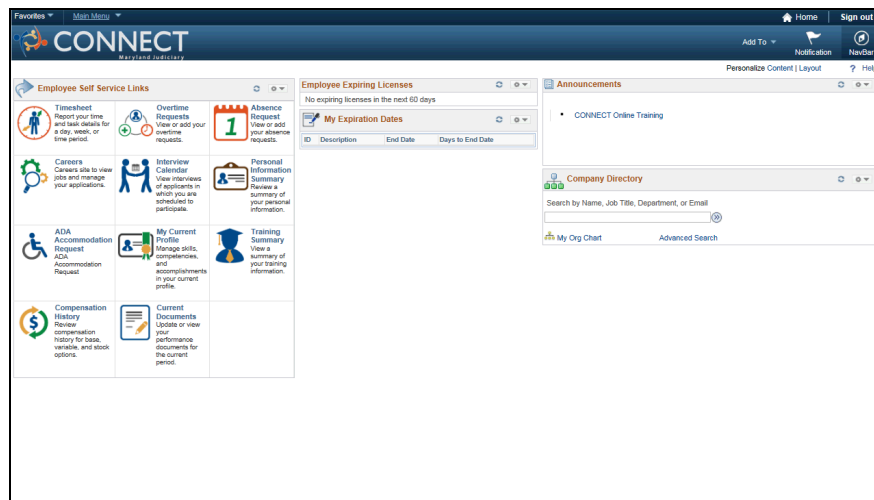 Favorites Main Menu Home Sign out
CONNECT
Maryland Judiciary
Add To Notification NavBar
Personalize Content | Layout ? Help
Employee Self Service Links
Timesheet
Report your time
and task details for
a day, week, or
time period.
Overtime
Requests
View or add your
overtime
requests.
1
Absence
Request
View or add
your absence
requests.
Careers
Careers site to view
jobs and manage
your applications.
Interview
Calendar
View interviews
of applicants in
which you are
scheduled to
participate.
Personal
Information
Summary
Review a
summary of
your personal
information.
ADA
Accommodation
Request
ADA
Accommodation
Request
My Current
Profile
Manage skills,
competencies,
and
accomplishments
in your current
profile.
Training
Summary
View a
summary of
your training
information.
$
Compensation
History
Review
compensation
history for base,
variable, and stock
options.
Current
Documents
Update or view
your
performance
documents for
the current
period.
Employee Expiring Licenses
No expiring licenses in the next 60 days
My Expiration Dates
ID Description End Date Days to End Date
Announcements
• CONNECT Online Training
Company Directory
Search by Name, Job Title, Department, or Email
My Org Chart Advanced Search